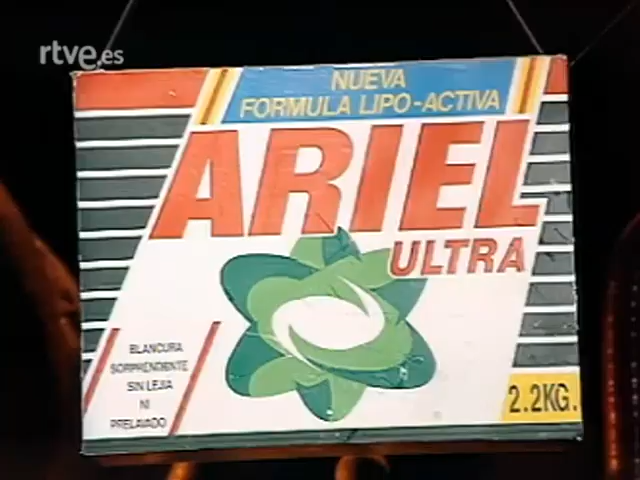 rtve.es
NUEVA
FORMULA LIPO-ACTIVA
ARIEL
ULTRA
BLANCURA
SORPRENDENTE
SIN LEJIA
NI
PRELAVADO
2.2KG.